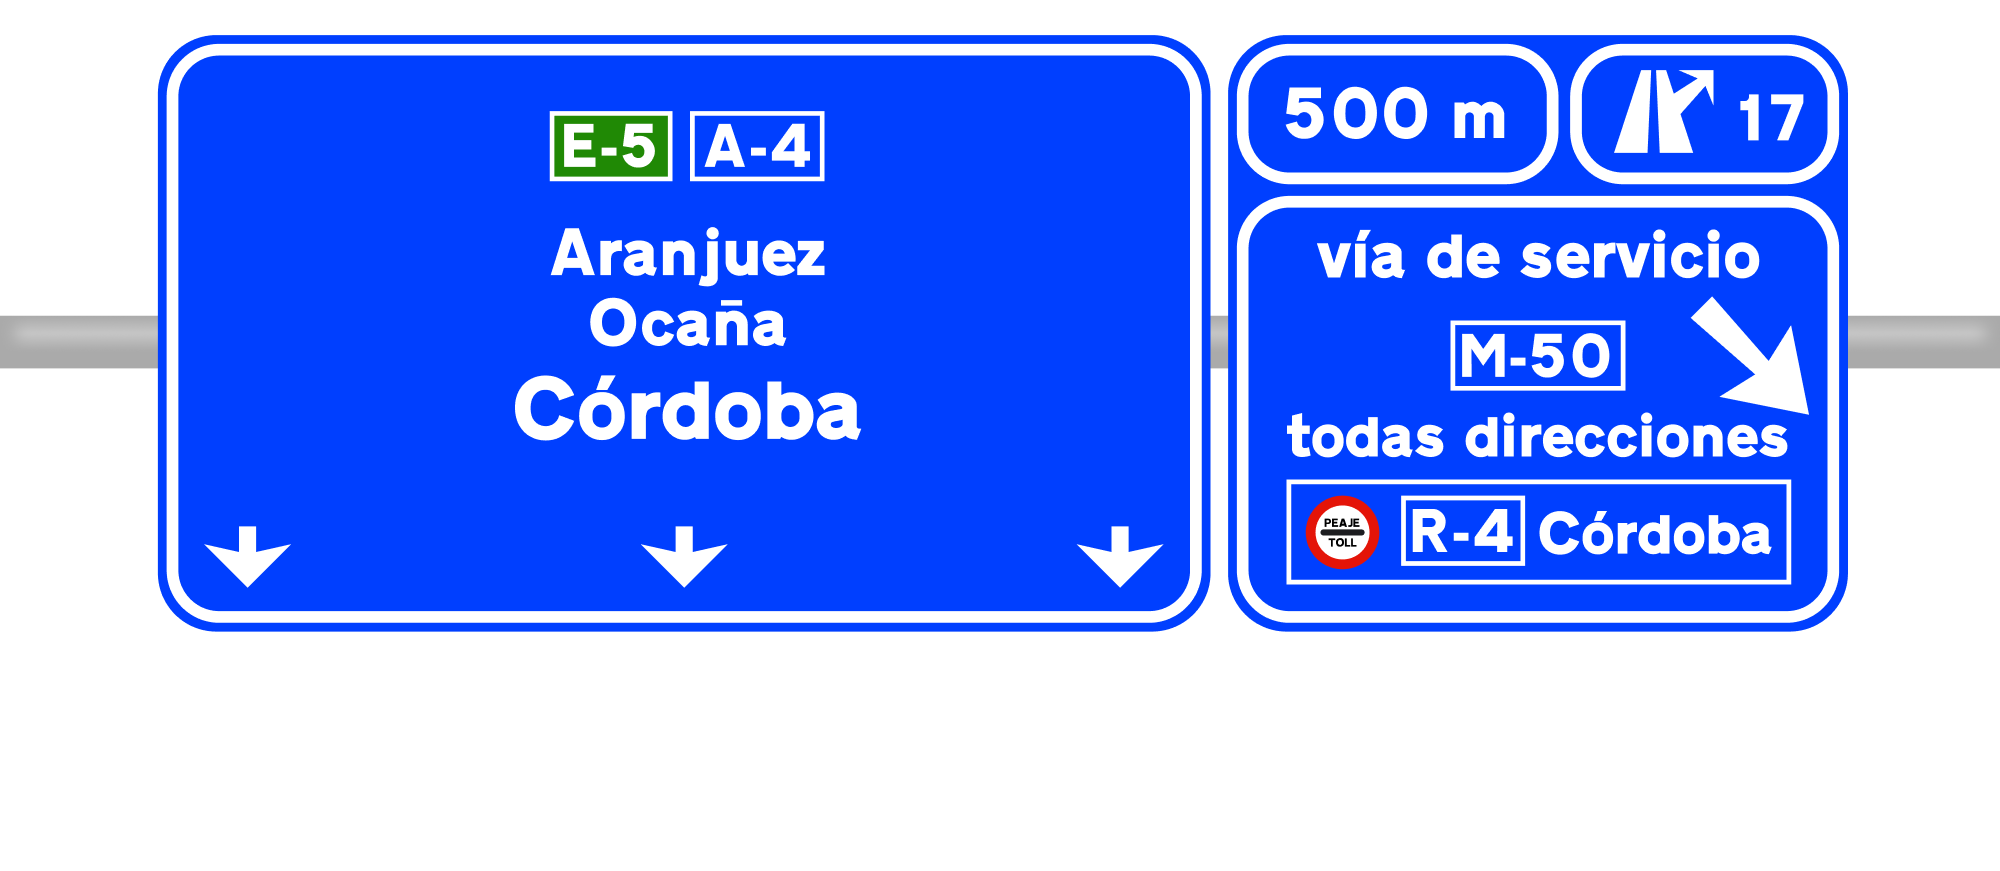 E-5 A-4
Aranjuez
Ocaña
Córdoba
500 m
17
vía de servicio
M-50
todas direcciones
PEAJE
TOLL
R-4 Córdoba